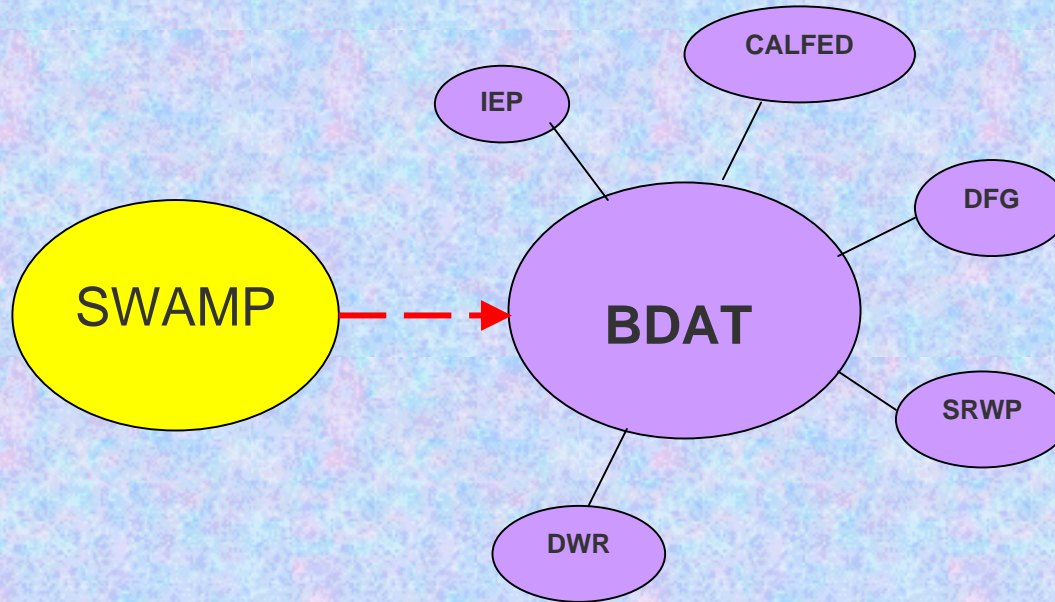 CALFED
IEP
DFG
SWAMP
BDAT
SRWP
DWR